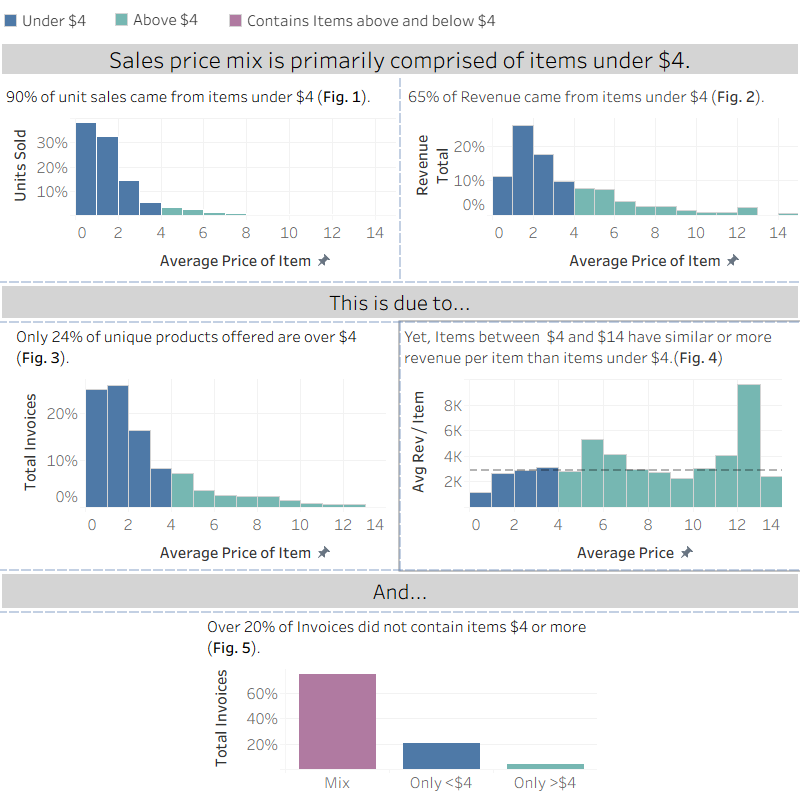 Under $4 Above $4 Contains Items above and below $4
Sales price mix is primarily comprised of items under $4.
90% of unit sales came from items under $4 (Fig. 1).
Units Sold
30%
20%
10%
0 2 4 6 8 10 12 14
Average Price of Item
65% of Revenue came from items under $4 (Fig. 2).
Revenue
Total
20%
10%
0%
0 2 4 6 8 10 12 14
Average Price of Item
This is due to...
Only 24% of unique products offered are over $4
(Fig. 3).
Total Invoices
20%
10%
0%
0 2 4 6 8 10 12 14
Average Price of Item
Yet, Items between $4 and $14 have similar or more
revenue per item than items under $4.(Fig. 4)
Avg Rev / Item
8K
6K
4K
2K
0 2 4 6 8 10 12 14
Average Price
And...
Over 20% of Invoices did not contain items $4 or more
(Fig. 5).
Total Invoices
60%
40%
20%
Mix Only <$4 Only >$4